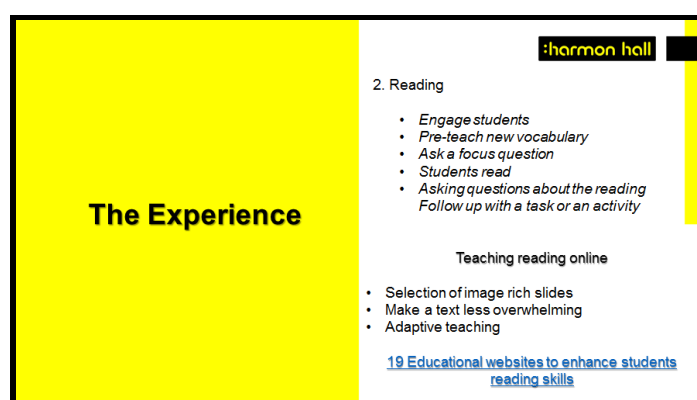 :harmon hall
The Experience
2. Reading
• Engage students
• Pre-teach new vocabulary
• Ask a focus question
• Students read
• Asking questions about the reading
Follow up with a task or an activity
Teaching reading online
• Selection of image rich slides
• Make a text less overwhelming
• Adaptive teaching
19 Educational websites to enhance students
reading skills